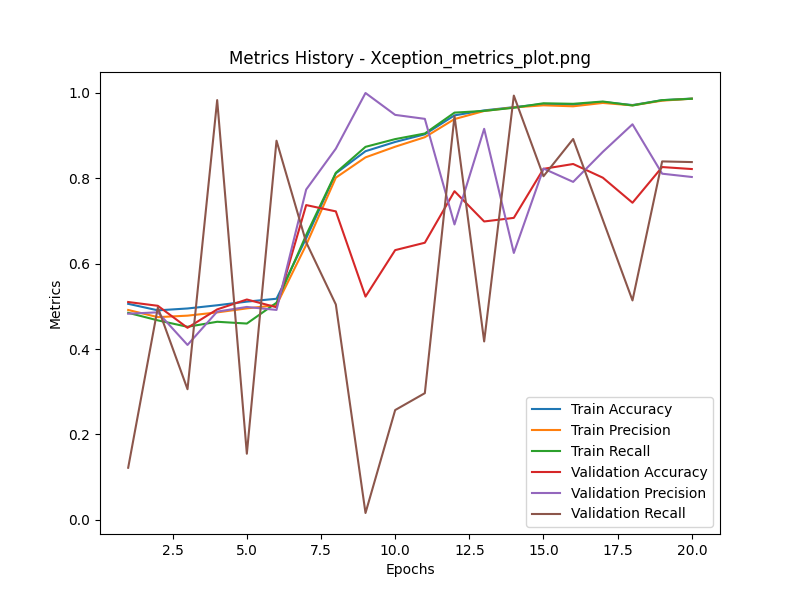 Metrics History - Xception_metrics_plot.png
Metrics
1.0
0.8
0.6
0.4
0.2
0.0
Train Accuracy
Train Precision
Train Recall
Validation Accuracy
Validation Precision
Validation Recall
2.5 5.0 7.5 10.0 12.5 15.0 17.5 20.0
Epochs